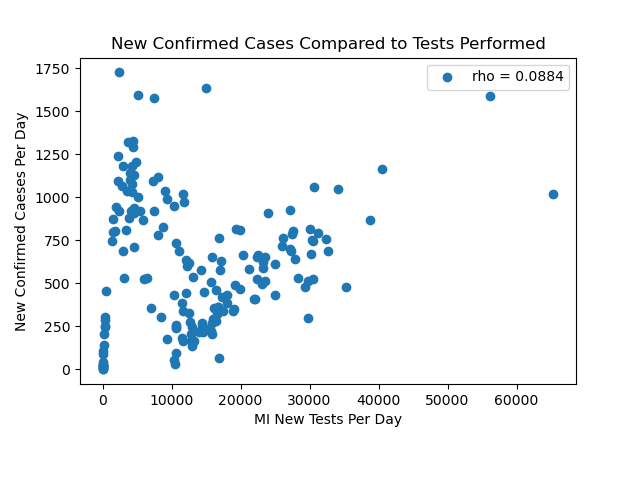 New Confirmed Cases Compared to Tests Performed
rho = 0.0884
New Confirmed Caeses Per Day
1750
1500
1250
1000
750
500
250
0
0 10000 20000 30000 40000 50000 60000
MI New Tests Per Day